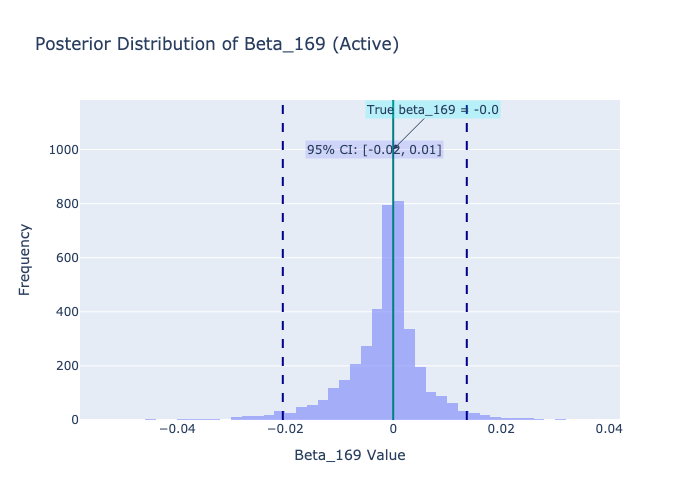 Posterior Distribution of Beta_169 (Active)
True beta_169 = -0.0
95% CI: [-0.02, 0.01]
1000
800
600
400
200
0
Frequency
−0.04
−0.02
0
0.02
0.04
Beta_169 Value